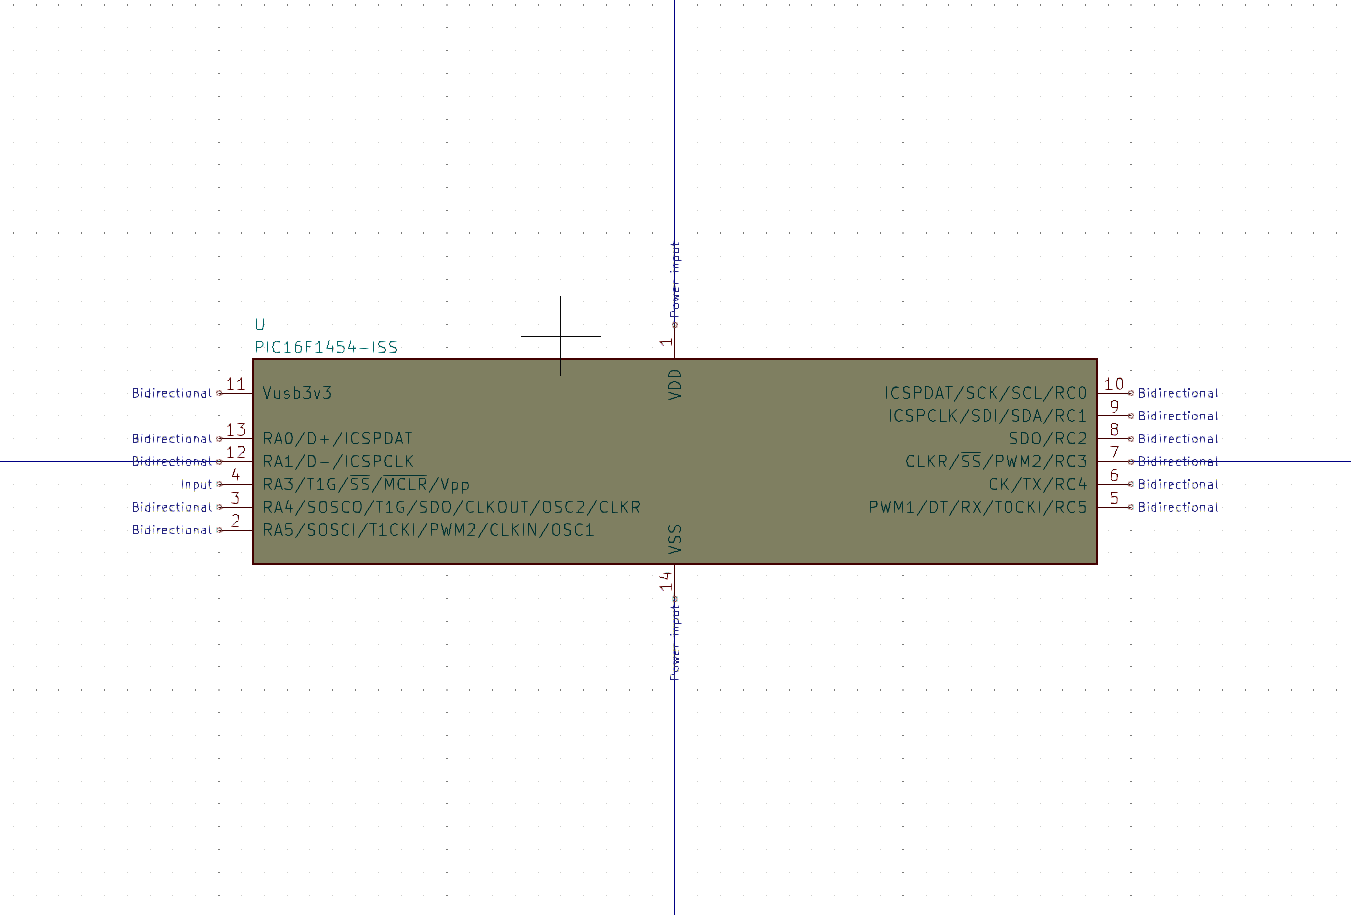 Power input
1
U
PIC16F1454-ISS
VDD
Bidirectional 11 Vusb3v3
Bidirectional 13 RA0/D+/ICSPDAT
Bidirectional 12 RA1/D-/ICSPCLK
Input 4 RA3/T1G/SS/MCLR/Vpp
Bidirectional 3 RA4/SOSCO/T1G/SDO/CLKOUT/OSC2/CLKR
Bidirectional 2 RA5/SOSCI/T1CKI/PWM2/CLKIN/OSC1
ICSPDAT/SCK/SCL/RC0 10 Bidirectional
ICSPCLK/SDI/SDA/RC1 9 Bidirectional
SDO/RC2 8 Bidirectional
CLKR/SS/PWM2/RC3 7 Bidirectional
CK/TX/RC4 6 Bidirectional
PWM1/DT/RX/T0CKI/RC5 5 Bidirectional
VSS
14
Power input